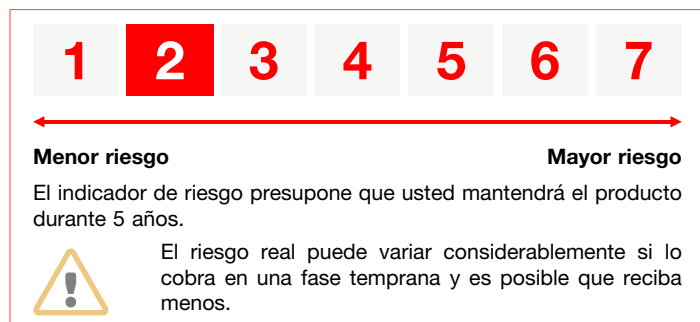 1 2 3 4 5 6 7
Menor riesgo Mayor riesgo
El indicador de riesgo presupone que usted mantendrá el producto
durante 5 años.
El riesgo real puede variar considerablemente si lo
cobra en una fase temprana y es posible que reciba
menos.